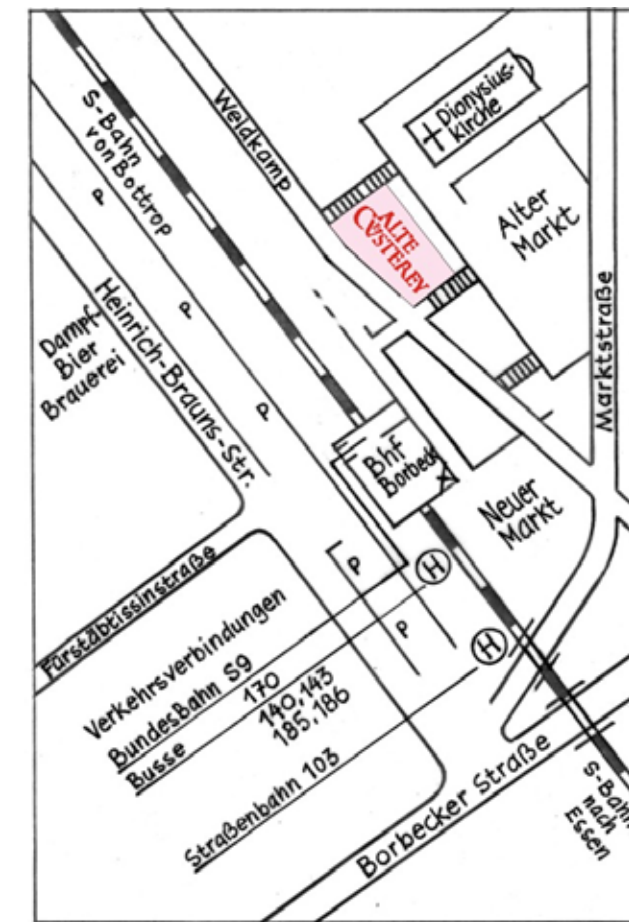 S-Bahn
von Bottrop
Weidkamp
Dionysius-
kirche
Alter
Markt
ALTE
CVSTEREY
Marktstraße
P
P
P
Heinrich-Brauns-Str.
Dampf-
Bier
Brauerei
Bhf
Borbeck
Neuer
Markt
P
P
H
H
Fürstäbtissinstraße
Verkehrsverbindungen
BundesBahn S9
Busse 170
140,143
185,186
Straßenbahn 103
Borbecker Straße
S-Bahn
nach
Essen